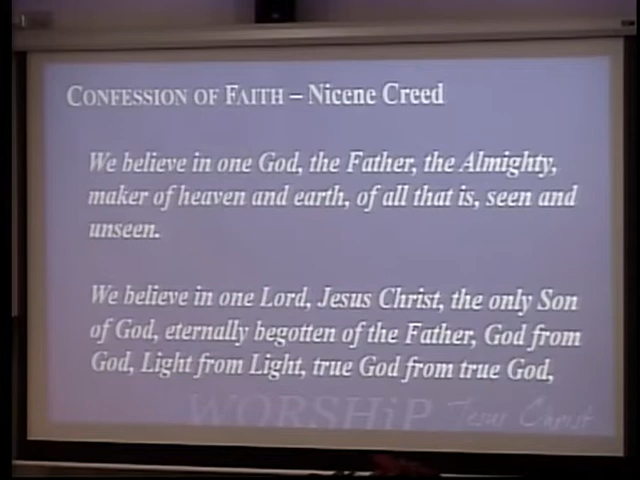 CONFESSION OF FAITH – Nicene Creed
We believe in one God, the Father, the Almighty,
maker of heaven and earth, of all that is, seen and
unseen.
We believe in one Lord, Jesus Christ, the only Son
of God, eternally begotten of the Father, God from
God, Light from Light, true God from true God,
WORSHiP Jesus Christ